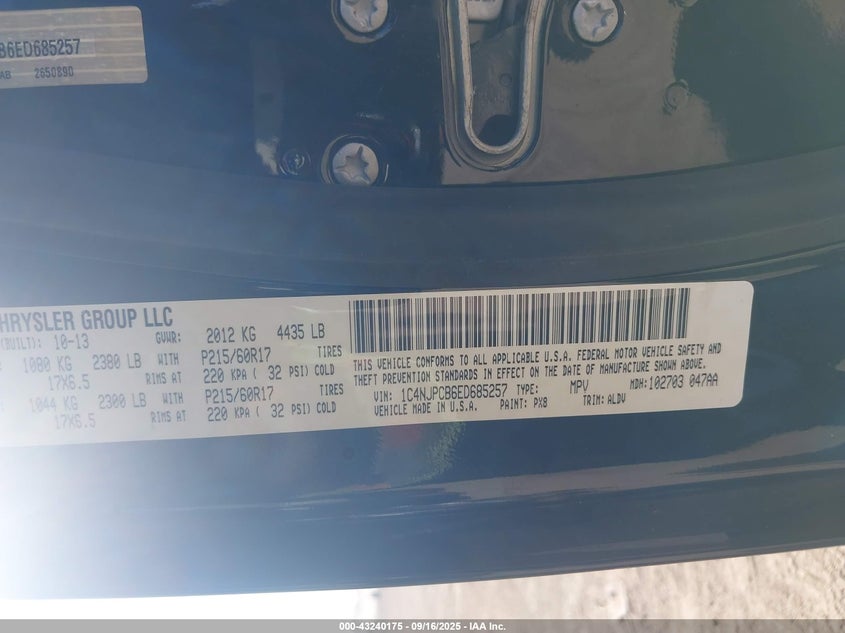 B6ED685257
AB 2650890
HRYSLER GROUP LLC
(BUILT): 10-13 GVWR: 2012 KG 4435 LB
1080 KG 2380 LB WITH P215/60R17 TIRES
17X6.5 RIMS AT 220 KPA ( 32 PSI) COLD
1044 KG 2300 LB WITH P215/60R17 TIRES
17X6.5 RIMS AT 220 KPA ( 32 PSI) COLD
THIS VEHICLE CONFORMS TO ALL APPLICABLE U.S.A. FEDERAL MOTOR VEHICLE SAFETY AND
THEFT PREVENTION STANDARDS IN EFFECT ON THE DATE OF MANUFACTURE SHOWN ABOVE.
VIN: 1C4NJPCB6ED685257 TYPE: MPV MDH: 102703 047AA
VEHICLE MADE IN U.S.A. PAINT: PX8 TRIM: ALDV
000-43240175 - 09/16/2025 - IAA Inc.